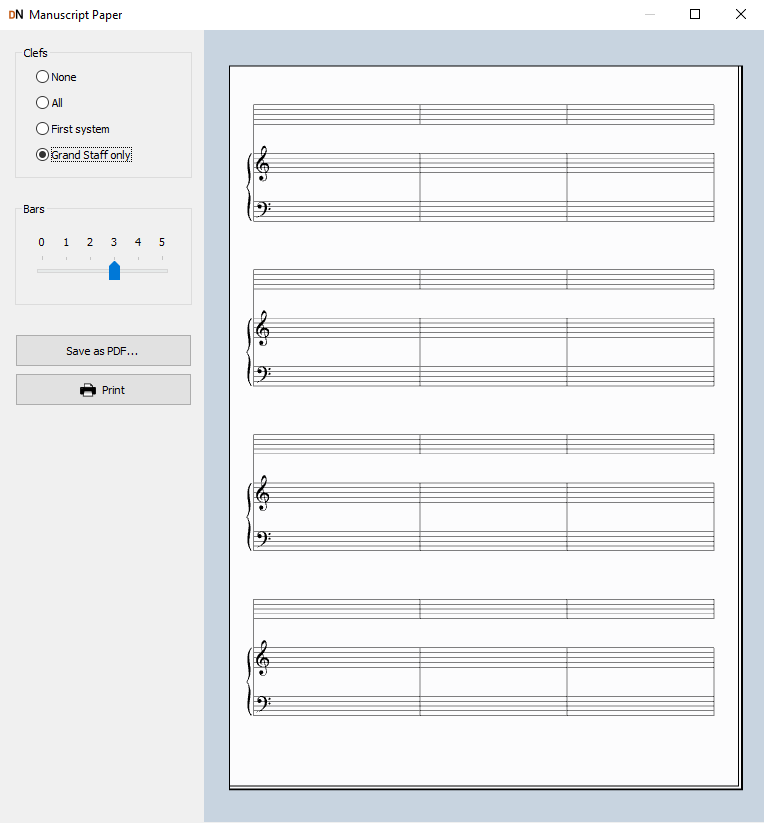 DN Manuscript Paper
Clefs
None
All
First system
Grand Staff only
Bars
0 1 2 3 4 5
Save as PDF...
Print